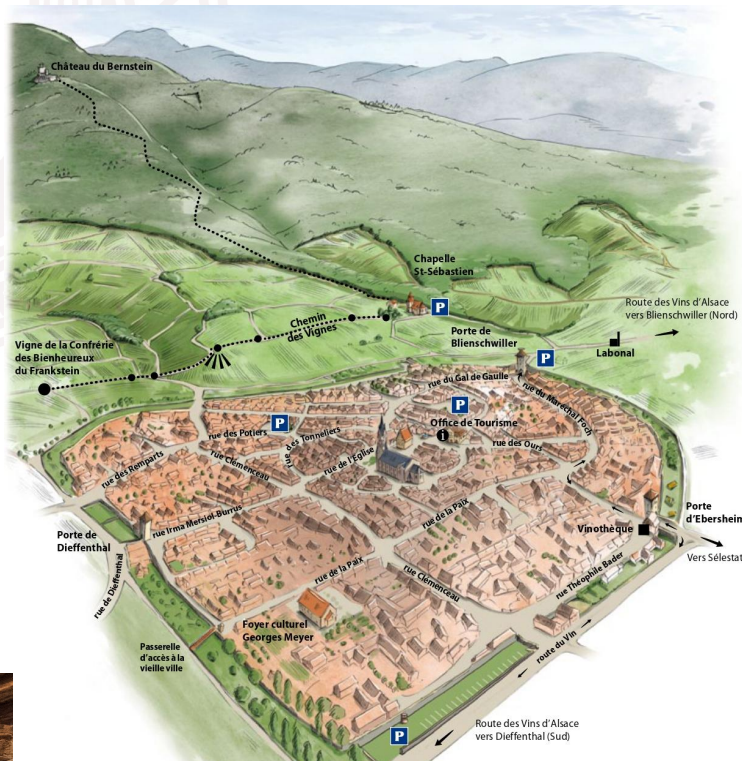 Château du Bernstein
Chapelle
St-Sébastien
P
Route des Vins d'Alsace
vers Blienschwiller (Nord)
Chemin
des Vignes
Porte de
Blienschwiller
Labonal
Vigne de la Confrérie
des Bienheureux
du Frankstein
P
rue du Gal de Gaulle
rue du Maréchal Foch
P
P
Office de Tourisme
i
rue des Potiers
rue des Tonneliers
rue des Ours
rue de l'Eglise
rue des Remparts
rue Clémenceau
rue Irma Mersiol-Burrus
rue de la Paix
Porte
d'Ebersheim
Vinothèque
Vers Sélestat
Porte de
Dieffenthal
rue de Dieffenthal
rue de la Paix
rue Clémenceau
rue Théophile Bader
Foyer culturel
Georges Meyer
Passerelle
d'accès à la
vieille ville
route du Vin
Route des Vins d'Alsace
vers Dieffenthal (Sud)
P